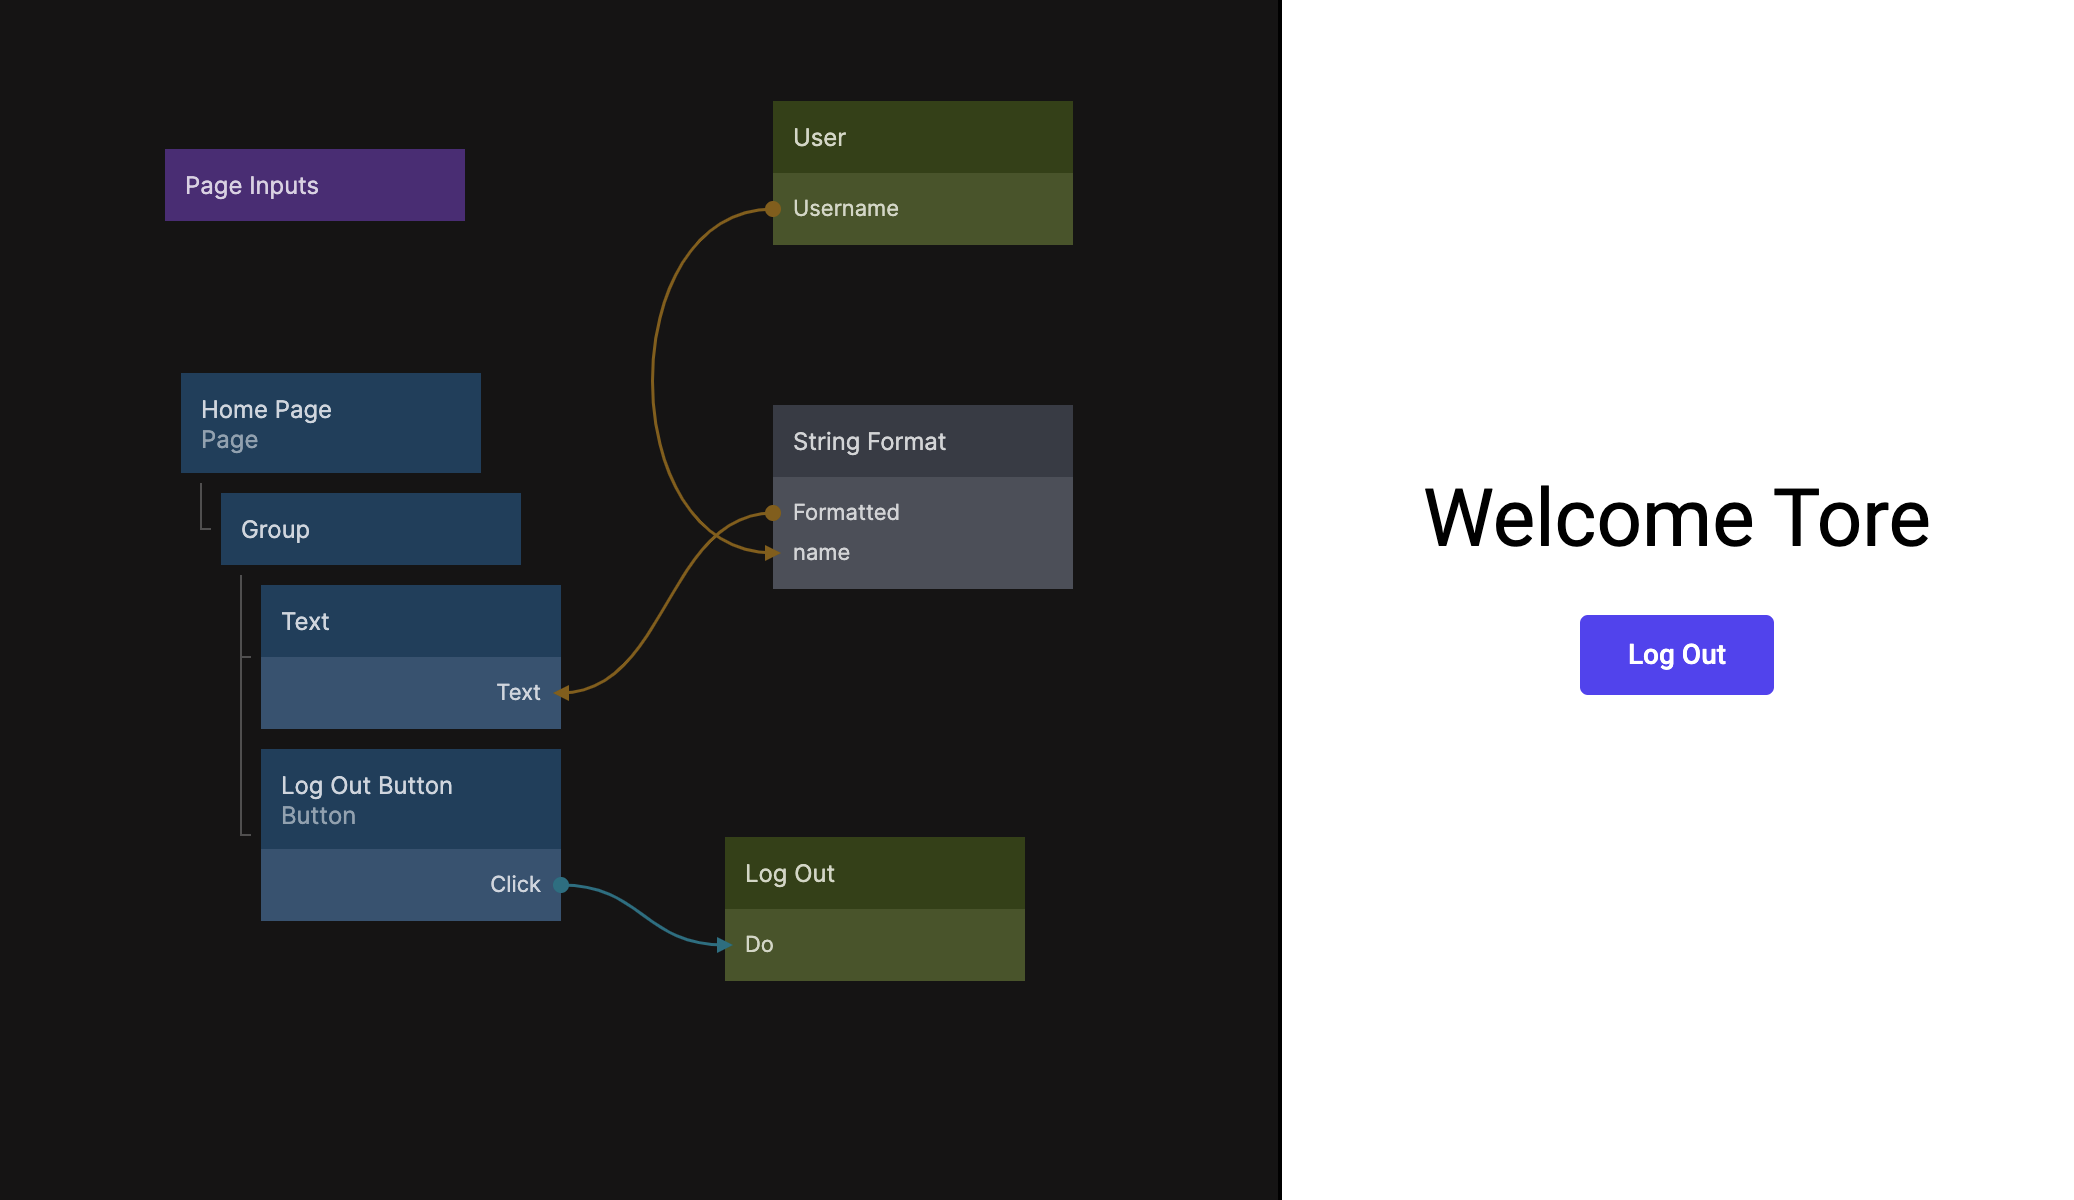 Page Inputs
Home Page
Page
Group
Text
Text
Log Out Button
Button
Click
User
Username
String Format
Formatted
name
Log Out
Do
Welcome Tore
Log Out